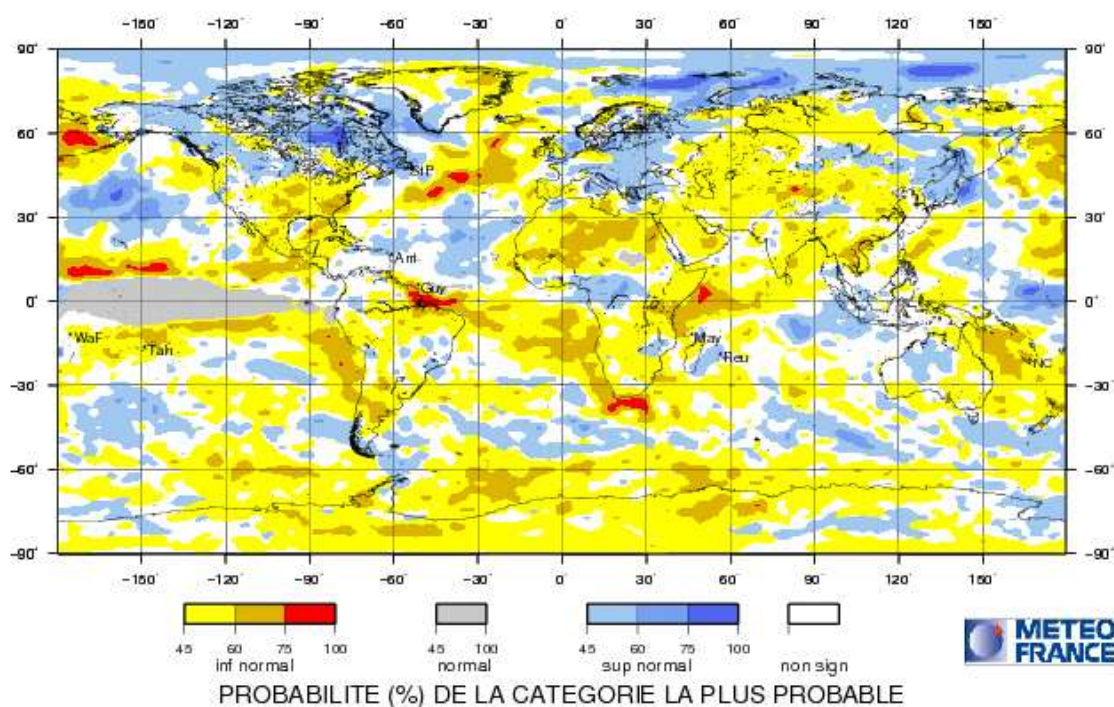 -150° -120° -90° -60° -30° 0° 30° 60° 90° 120° 150°
90° 90°
60° 60°
StP
30° 30°
Ant
Guy
0° 0°
WaF Tah May Reu NC
-30° -30°
-60° -60°
-90° -90°
-150° -120° -90° -60° -30° 0° 30° 60° 90° 120° 150°
45 60 75 100 45 100 45 60 75 100
inf normal normal sup normal non sign
METEO
FRANCE
PROBABILITE (%) DE LA CATEGORIE LA PLUS PROBABLE